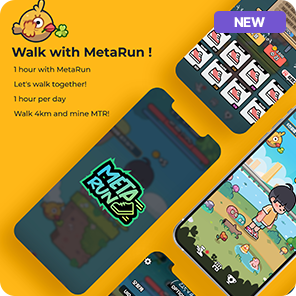 NEW
Walk with MetaRun !
1 hour with MetaRun
Let's walk together!
1 hour per day
Walk 4km and mine MTR!
META
RUN